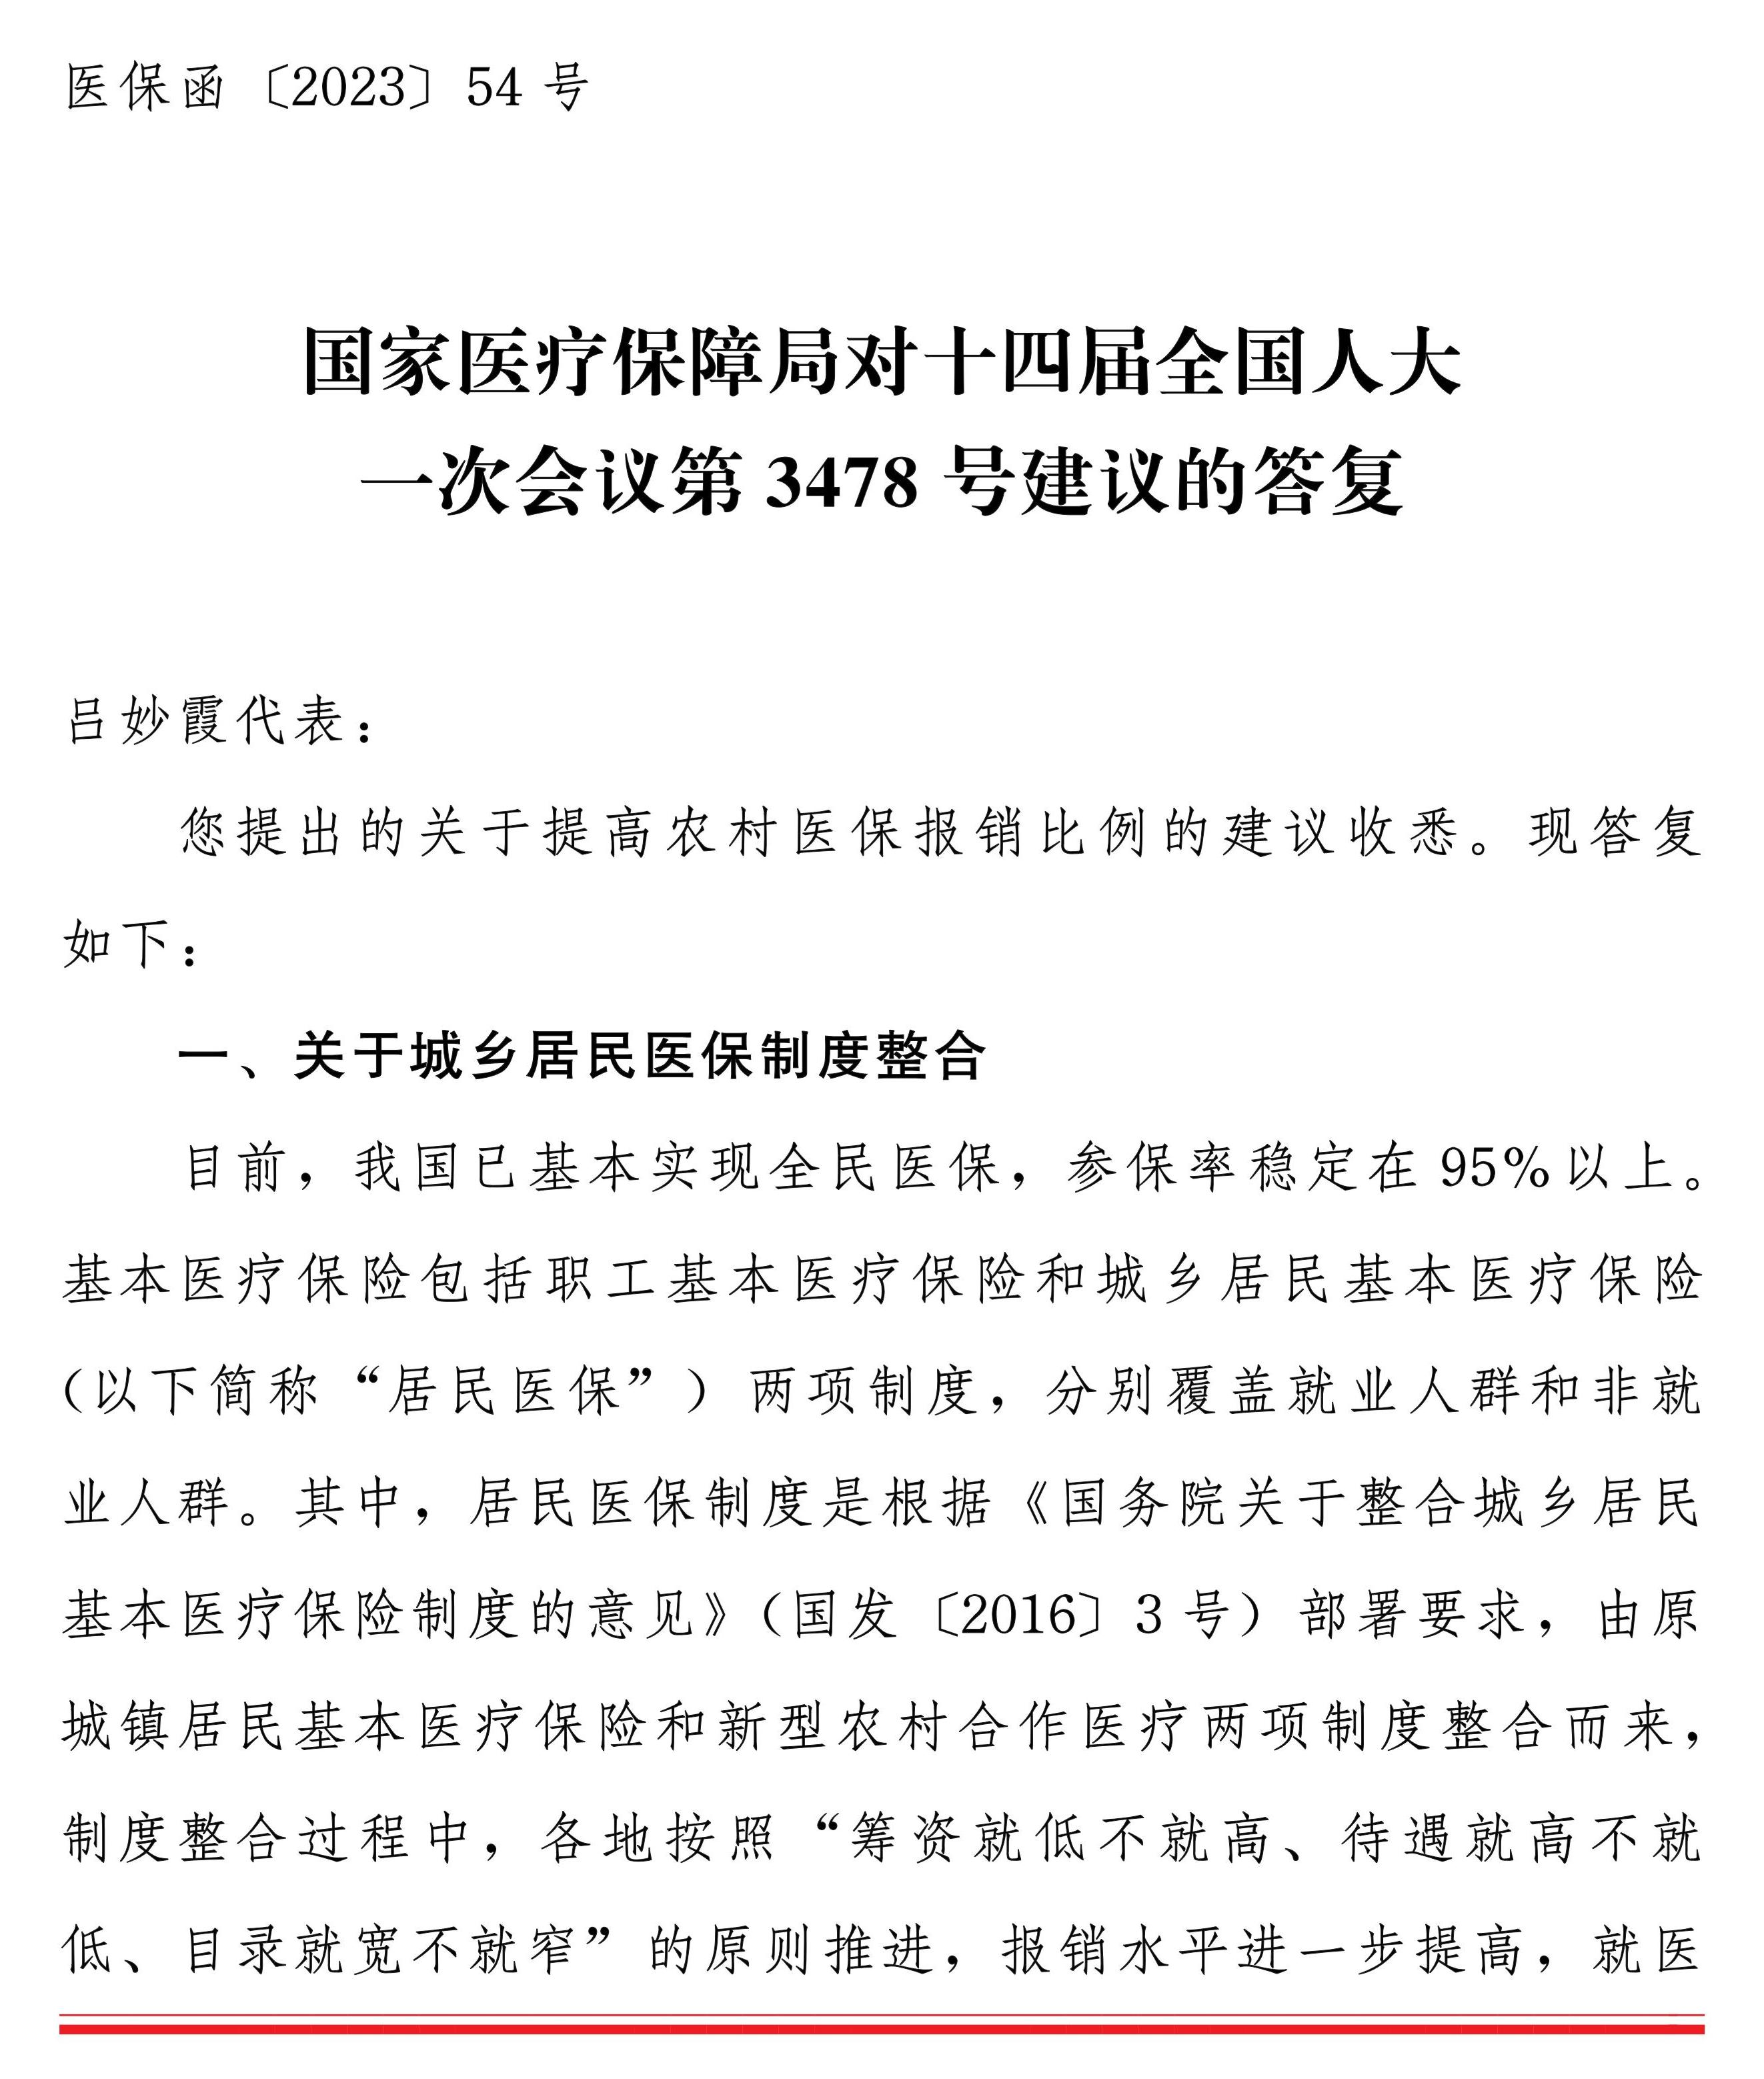 医保函〔2023〕54 号
国家医疗保障局对十四届全国人大
一次会议第 3478 号建议的答复
吕妙霞代表：
您提出的关于提高农村医保报销比例的建议收悉。现答复
如下：
一、关于城乡居民医保制度整合
目前，我国已基本实现全民医保，参保率稳定在 95%以上。
基本医疗保险包括职工基本医疗保险和城乡居民基本医疗保险
（以下简称“居民医保”）两项制度，分别覆盖就业人群和非就
业人群。其中，居民医保制度是根据《国务院关于整合城乡居民
基本医疗保险制度的意见》（国发〔2016〕3 号）部署要求，由原
城镇居民基本医疗保险和新型农村合作医疗两项制度整合而来，
制度整合过程中，各地按照“筹资就低不就高、待遇就高不就
低、目录就宽不就窄”的原则推进，报销水平进一步提高，就医